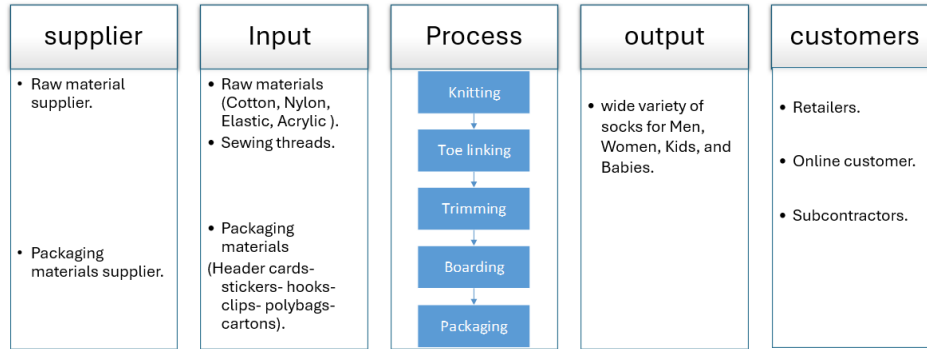 supplier
• Raw material
supplier.
• Packaging
materials supplier.
Input
• Raw materials
(Cotton, Nylon,
Elastic, Acrylic ).
• Sewing threads.
• Packaging
materials
(Header cards-
stickers- hooks-
clips- polybags-
cartons).
Process
Knitting
Toe linking
Trimming
Boarding
Packaging
output
• wide variety of
socks for Men,
Women, Kids, and
Babies.
customers
• Retailers.
• Online customer.
• Subcontractors.